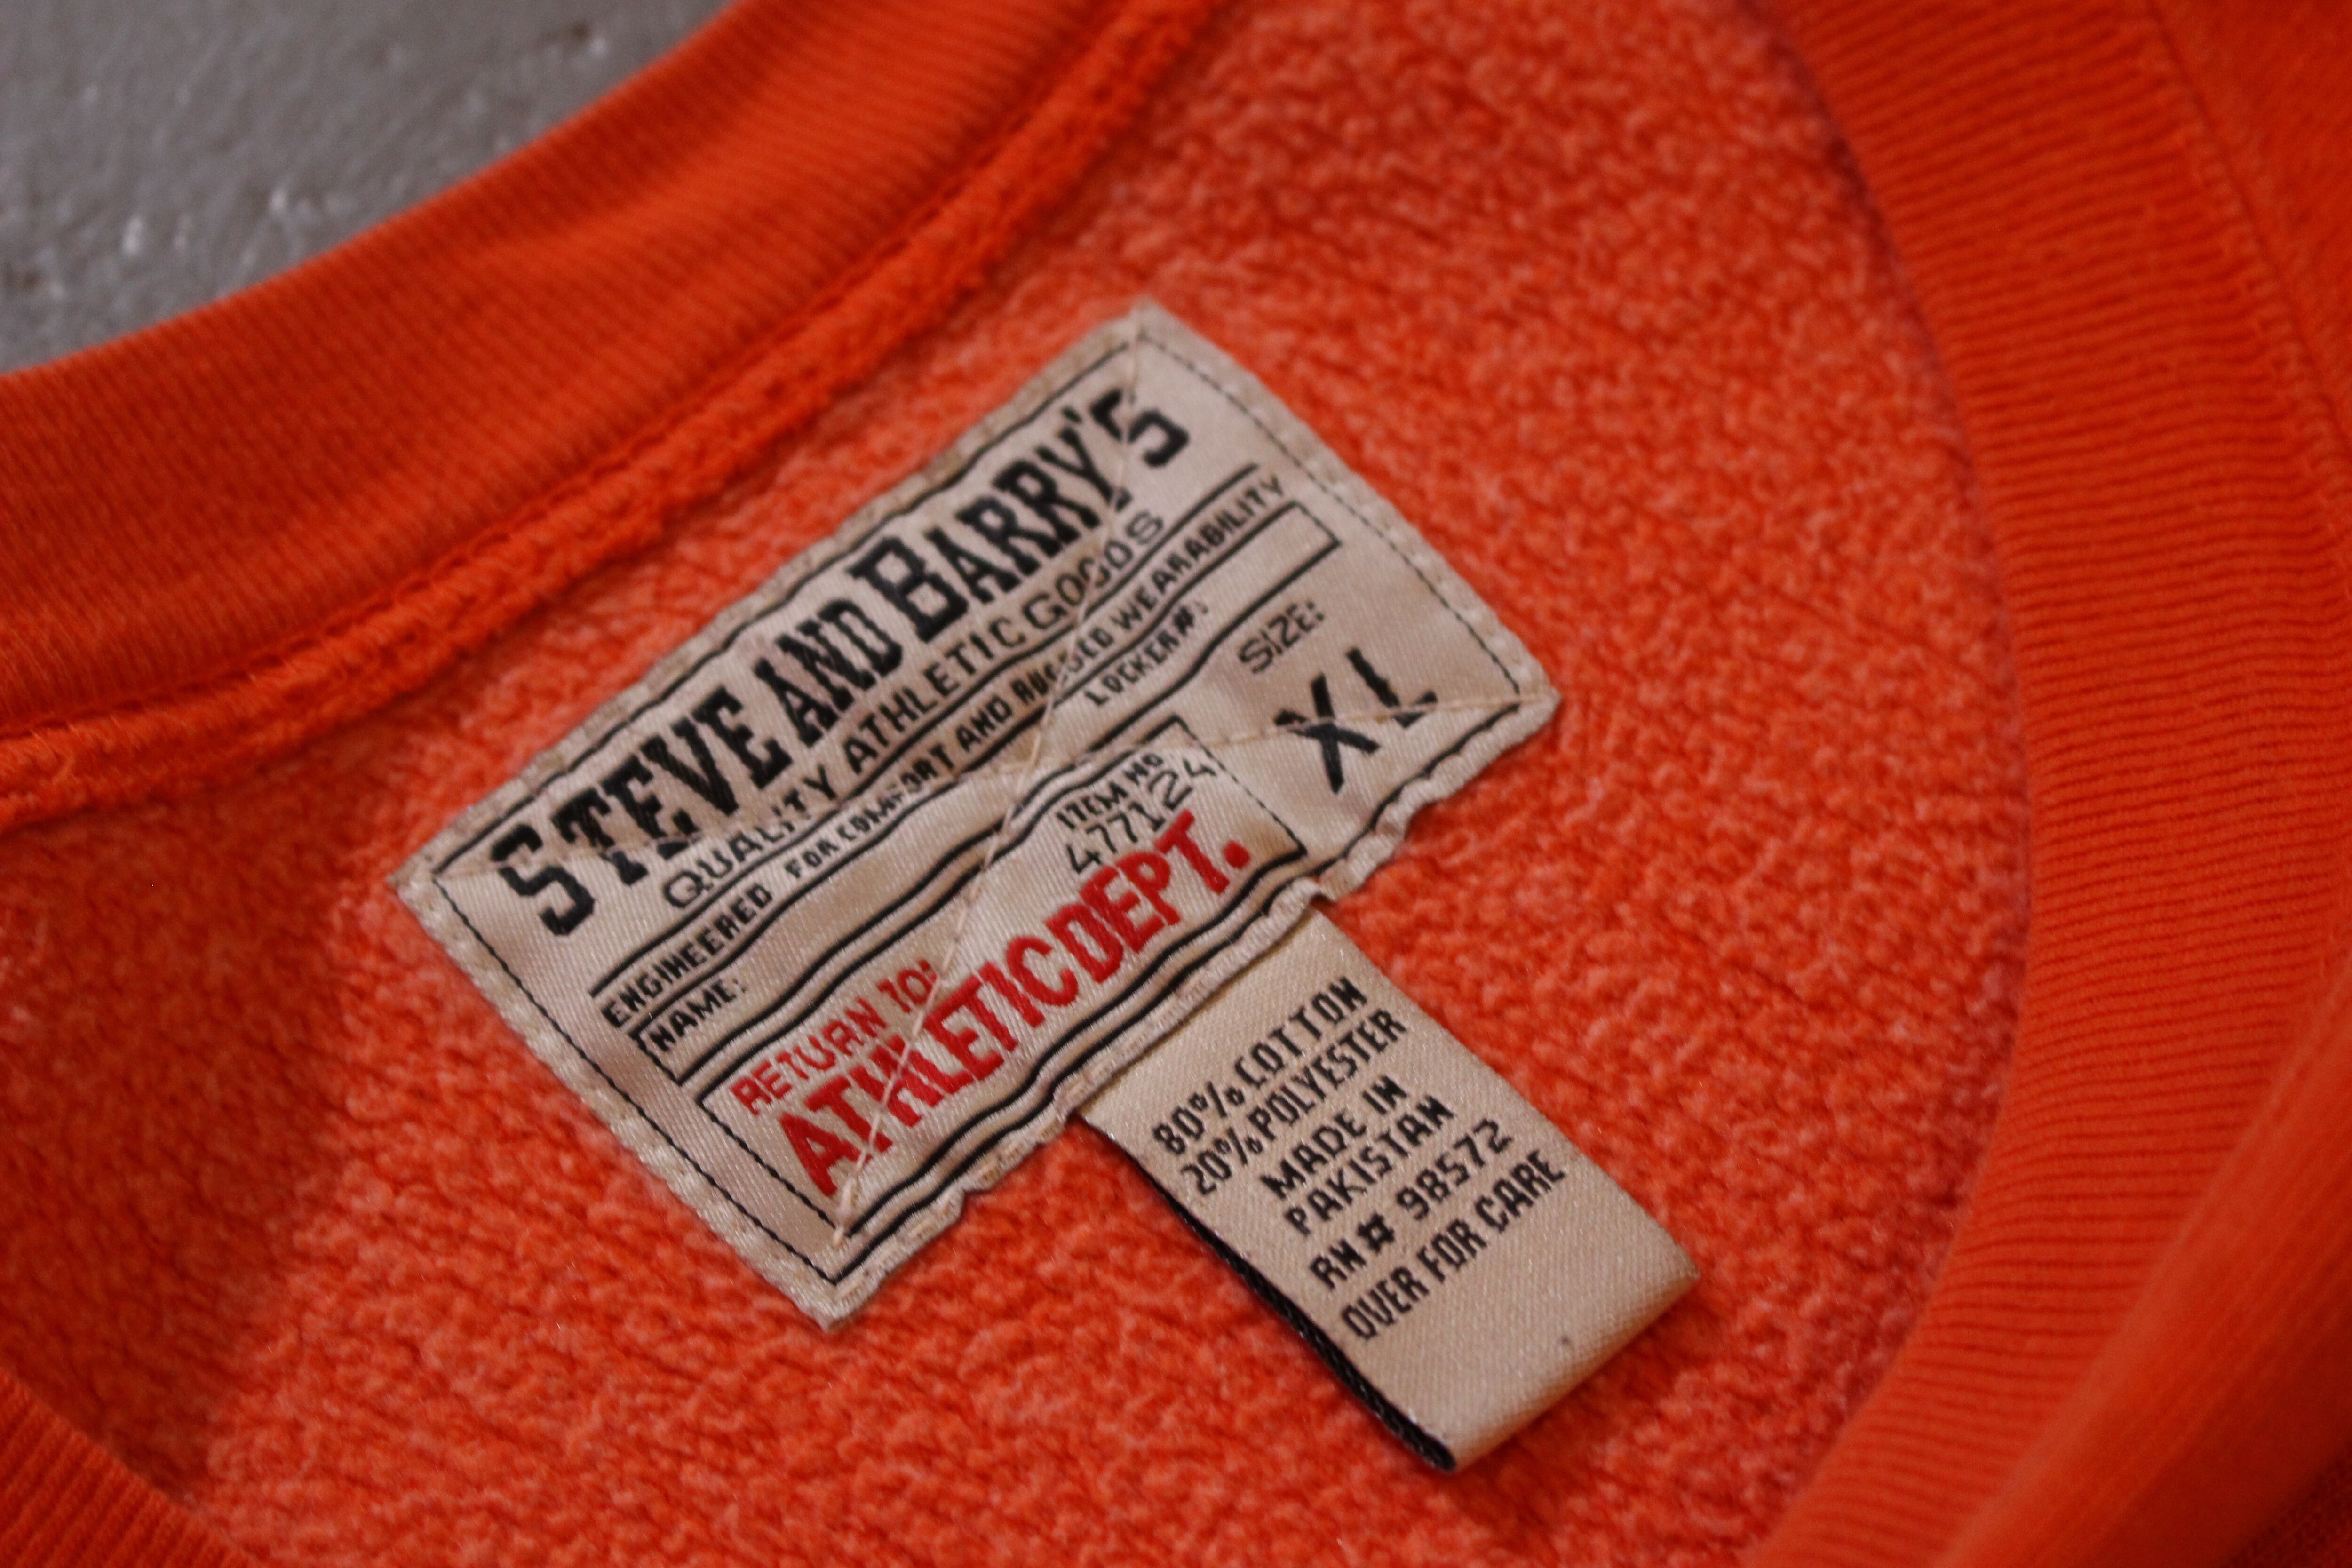 STEVE AND BARRY'S
QUALITY ATHLETIC GOODS
ENGINEERED FOR COMFORT AND RUGGED WEARABILITY
NAME: LOCKER#:
SIZE:
XL
ITEM NO
477124
RETURN TO:
ATHLETIC DEPT.
80% COTTON
20% POLYESTER
MADE IN
PAKISTAN
RN # 98572
OVER FOR CARE